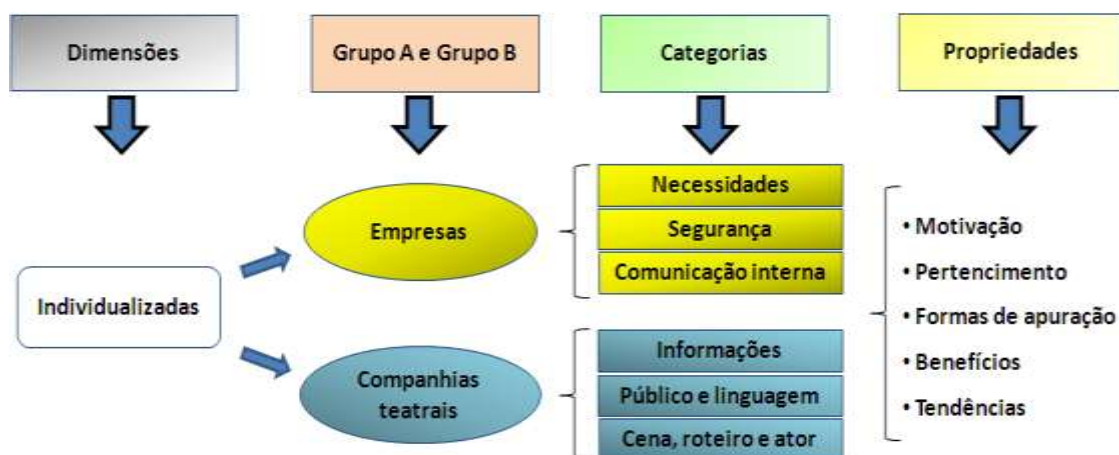 Dimensões
Grupo A e Grupo B
Categorias
Propriedades
Individualizadas
Empresas
Necessidades
Segurança
Comunicação interna
Companhias
teatrais
Informações
Público e linguagem
Cena, roteiro e ator
• Motivação
• Pertencimento
• Formas de apuração
• Benefícios
• Tendências